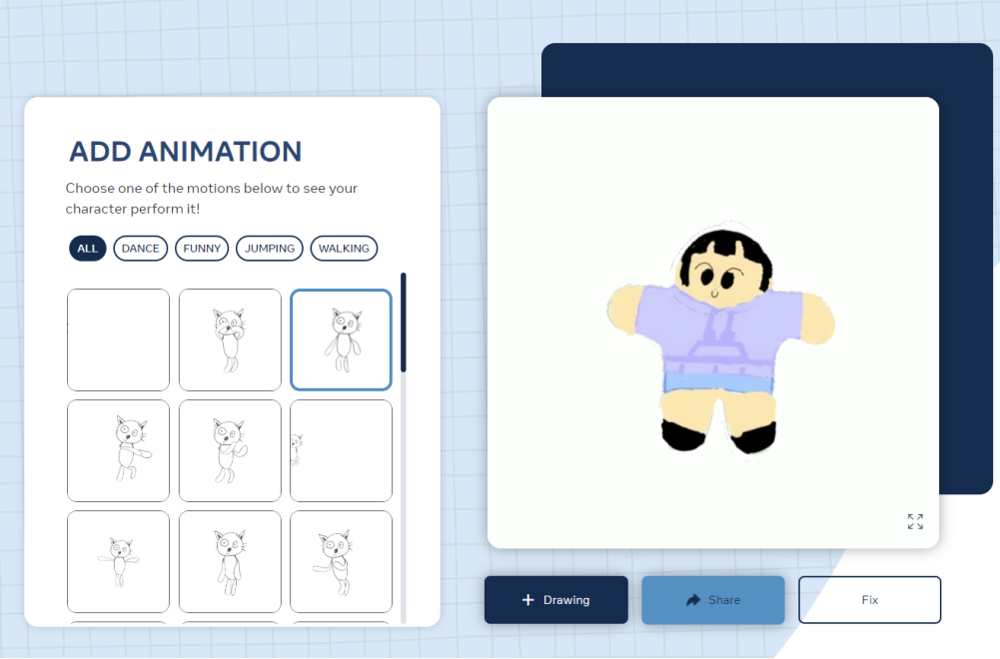 ADD ANIMATION
Choose one of the motions below to see your
character perform it!
ALL DANCE FUNNY JUMPING WALKING
Drawing Share Fix